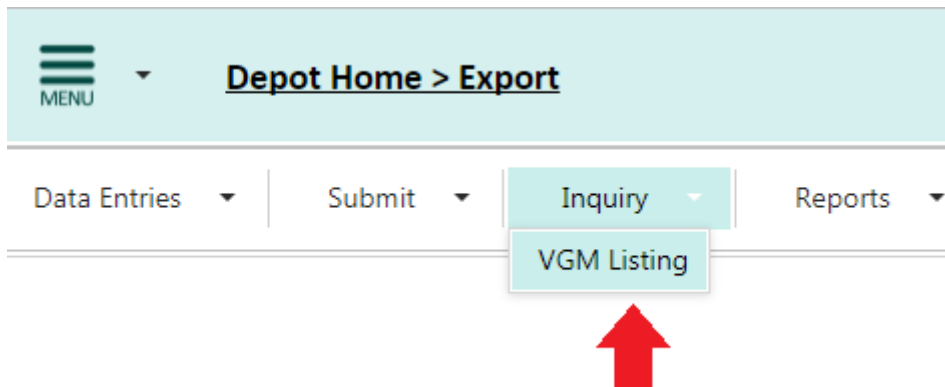 MENU
Depot Home > Export
Data Entries Submit Inquiry Reports
VGM Listing